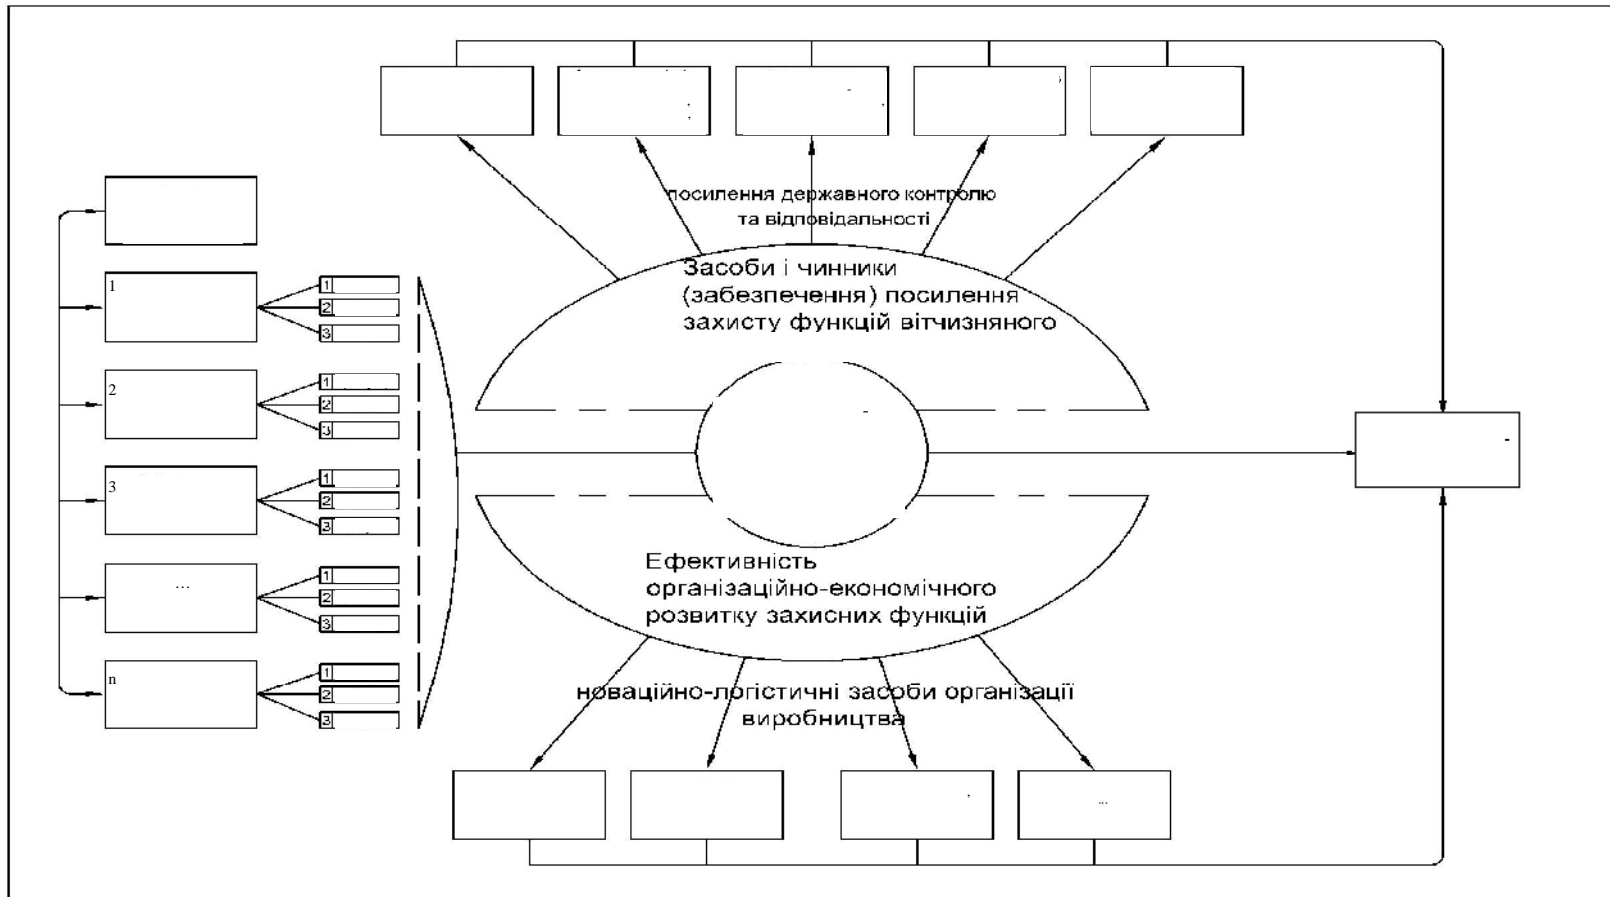 посилення державного контролю
та відповідальності
Засоби і чинники
(забезпечення) посилення
захисту функцій вітчизняного
1
1
2
3
2
1
2
3
3
1
2
3
...
1
2
3
n
1
2
3
Ефективність
організаційно-економічного
розвитку захисних функцій
новаційно-логістичні засоби організації
виробництва
...